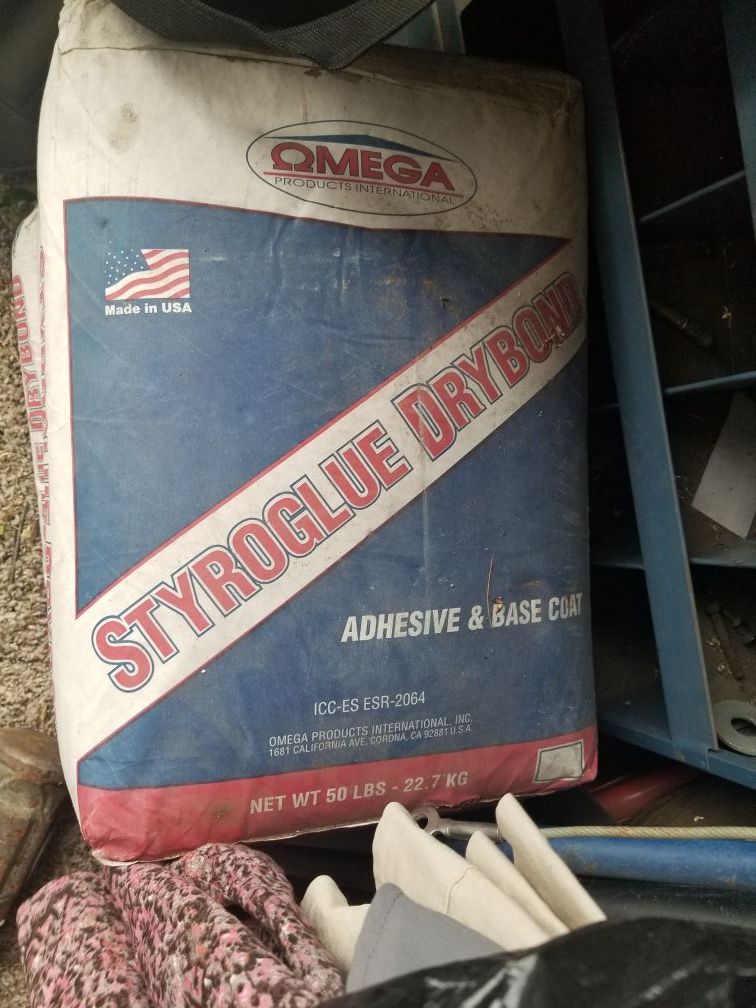 ΩMEGA
PRODUCTS INTERNATIONAL
Made in USA
STYROGLUE DRYBOND
ADHESIVE & BASE COAT
ICC-ES ESR-2064
OMEGA PRODUCTS INTERNATIONAL, INC.
1681 CALIFORNIA AVE, CORONA, CA 92881 U.S.A.
NET WT 50 LBS - 22.7 KG
DRYBOND